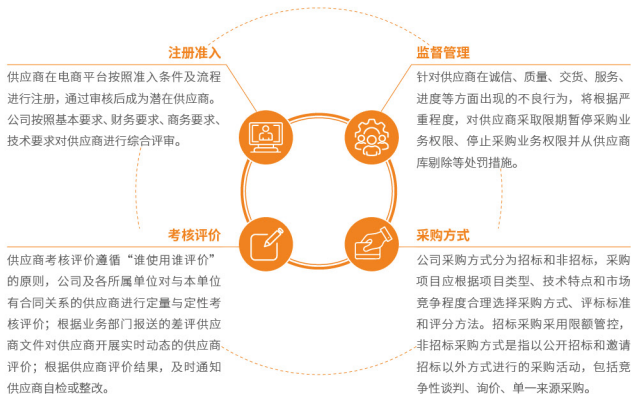 注册准入
供应商在电商平台按照准入条件及流程
进行注册，通过审核后成为潜在供应商。
公司按照基本要求、财务要求、商务要求、
技术要求对供应商进行综合评审。
监督管理
针对供应商在诚信、质量、交货、服务、
进度等方面出现的不良行为，将根据严
重程度，对供应商采取限期暂停采购业
务权限、停止采购业务权限并从供应商
库剔除等处罚措施。
考核评价
供应商考核评价遵循“谁使用谁评价”
的原则，公司及各所属单位对与本单位
有合同关系的供应商进行定量与定性考
核评价；根据业务部门报送的差评供应
商文件对供应商开展实时动态的供应商
评价；根据供应商评价结果，及时通知
供应商自检或整改。
采购方式
公司采购方式分为招标和非招标，采购
项目应根据项目类型、技术特点和市场
竞争程度合理选择采购方式、评标标准
和评分方法。招标采购采用限额管控，
非招标采购方式是指以公开招标和邀请
招标以外方式进行的采购活动，包括竞
争性谈判、询价、单一来源采购。